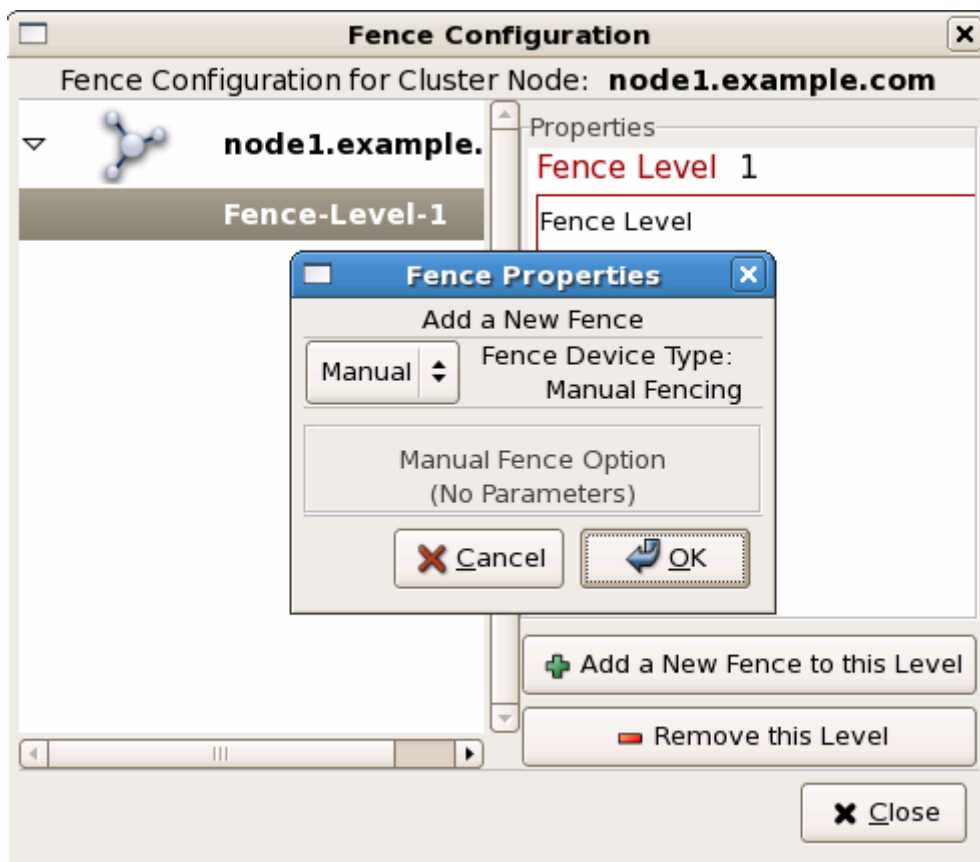 Fence Configuration
Fence Configuration for Cluster Node: node1.example.com
node1.example.
Fence-Level-1
Properties
Fence Level 1
Fence Level
Fence Properties
Add a New Fence
Manual
Fence Device Type:
Manual Fencing
Manual Fence Option
(No Parameters)
Cancel
OK
Add a New Fence to this Level
Remove this Level
Close